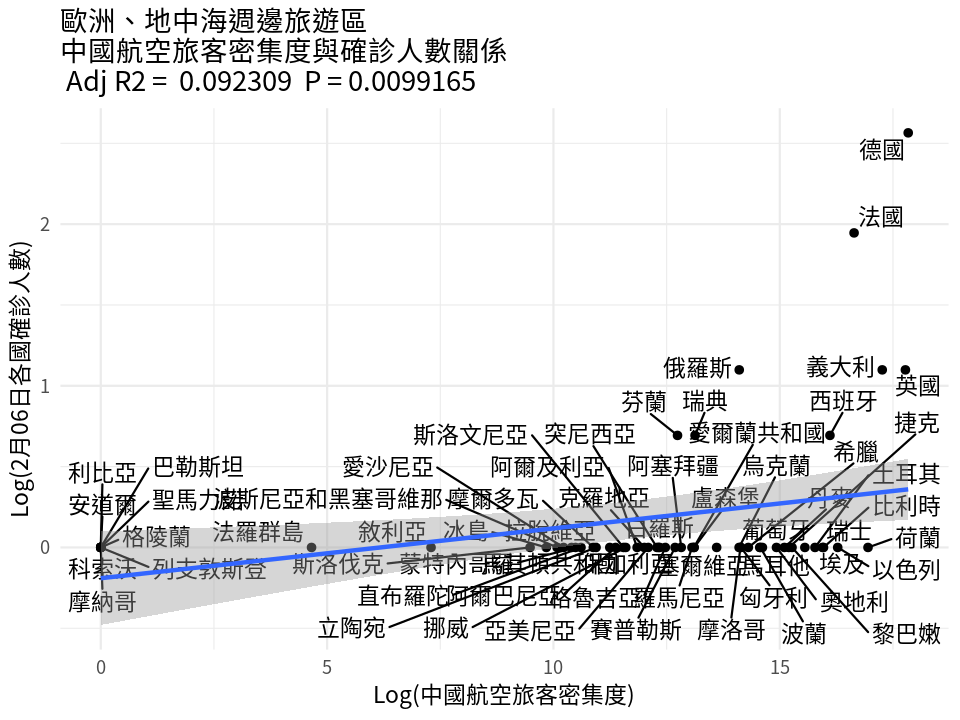 歐洲、地中海週邊旅遊區
中國航空旅客密集度與確診人數關係
Adj R2 = 0.092309 P = 0.0099165
Log(2月06日各國確診人數)
2
1
0
德國
法國
俄羅斯
義大利
英國
芬蘭
瑞典
西班牙
捷克
斯洛文尼亞
突尼西亞
愛爾蘭共和國
希臘
利比亞
巴勒斯坦
愛沙尼亞
阿爾及利亞
阿塞拜疆
烏克蘭
土耳其
安道爾
聖馬力諾
波斯尼亞和黑塞哥維那
摩爾多瓦
克羅地亞
盧森堡
丹麥
比利時
格陵蘭
法羅群島
敘利亞
冰島
拉脫維亞
白羅斯
葡萄牙
瑞士
荷蘭
科索沃
列支敦斯登
斯洛伐克
蒙特內哥羅
保加利亞
塞爾維亞
馬耳他
埃及
以色列
摩納哥
直布羅陀
阿爾巴尼亞
格魯吉亞
羅馬尼亞
匈牙利
奧地利
立陶宛
挪威
亞美尼亞
賽普勒斯
摩洛哥
波蘭
黎巴嫩
0
5
10
15
Log(中國航空旅客密集度)